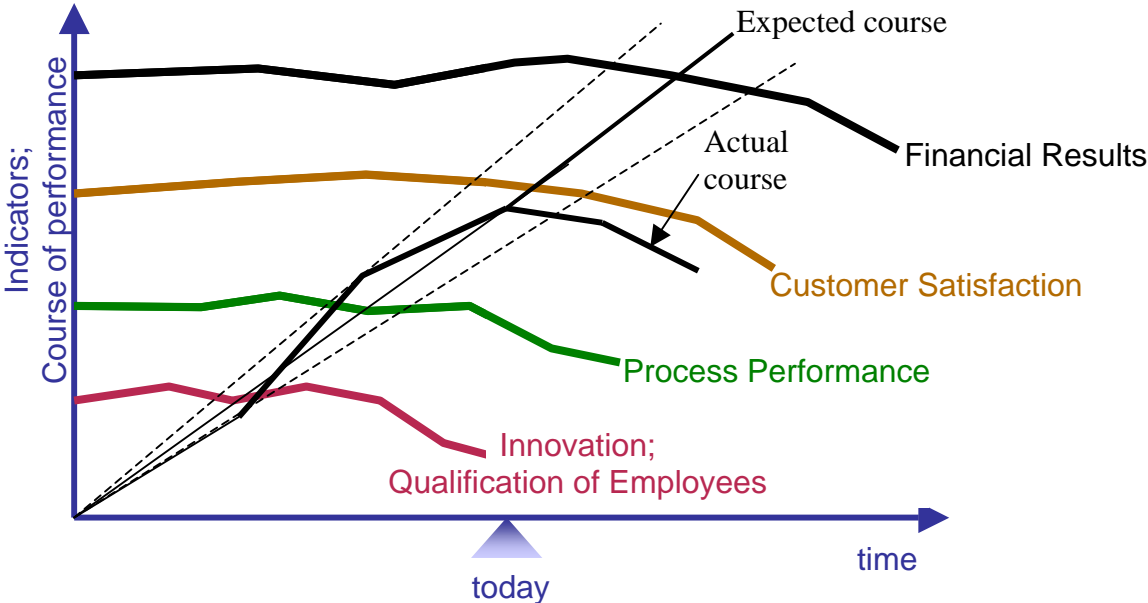 Indicators;
Course of performance
Expected course
Actual
course
Financial Results
Customer Satisfaction
Process Performance
Innovation;
Qualification of Employees
time
today